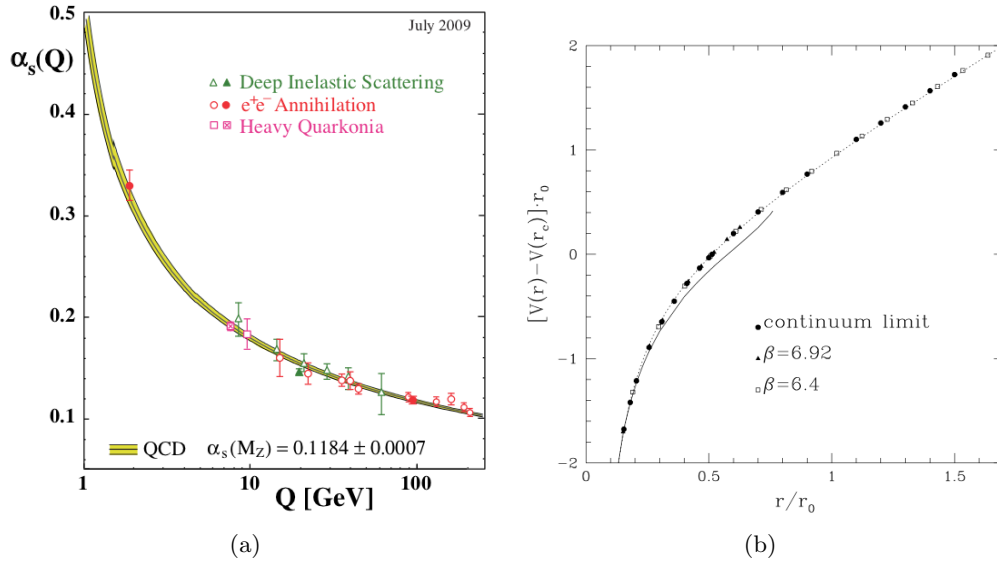 July 2009
0.5
αs(Q)
0.4
0.3
0.2
0.1
△▲ Deep Inelastic Scattering
○● e⁺e⁻ Annihilation
□⊠ Heavy Quarkonia
QCD αs(MZ) = 0.1184 ± 0.0007
1 10 100
Q [GeV]
(a)
[V(r)−V(rc)]·r0
2
1
0
−1
−2
● continuum limit
▲ β=6.92
□ β=6.4
0 0.5 1 1.5
r/r0
(b)